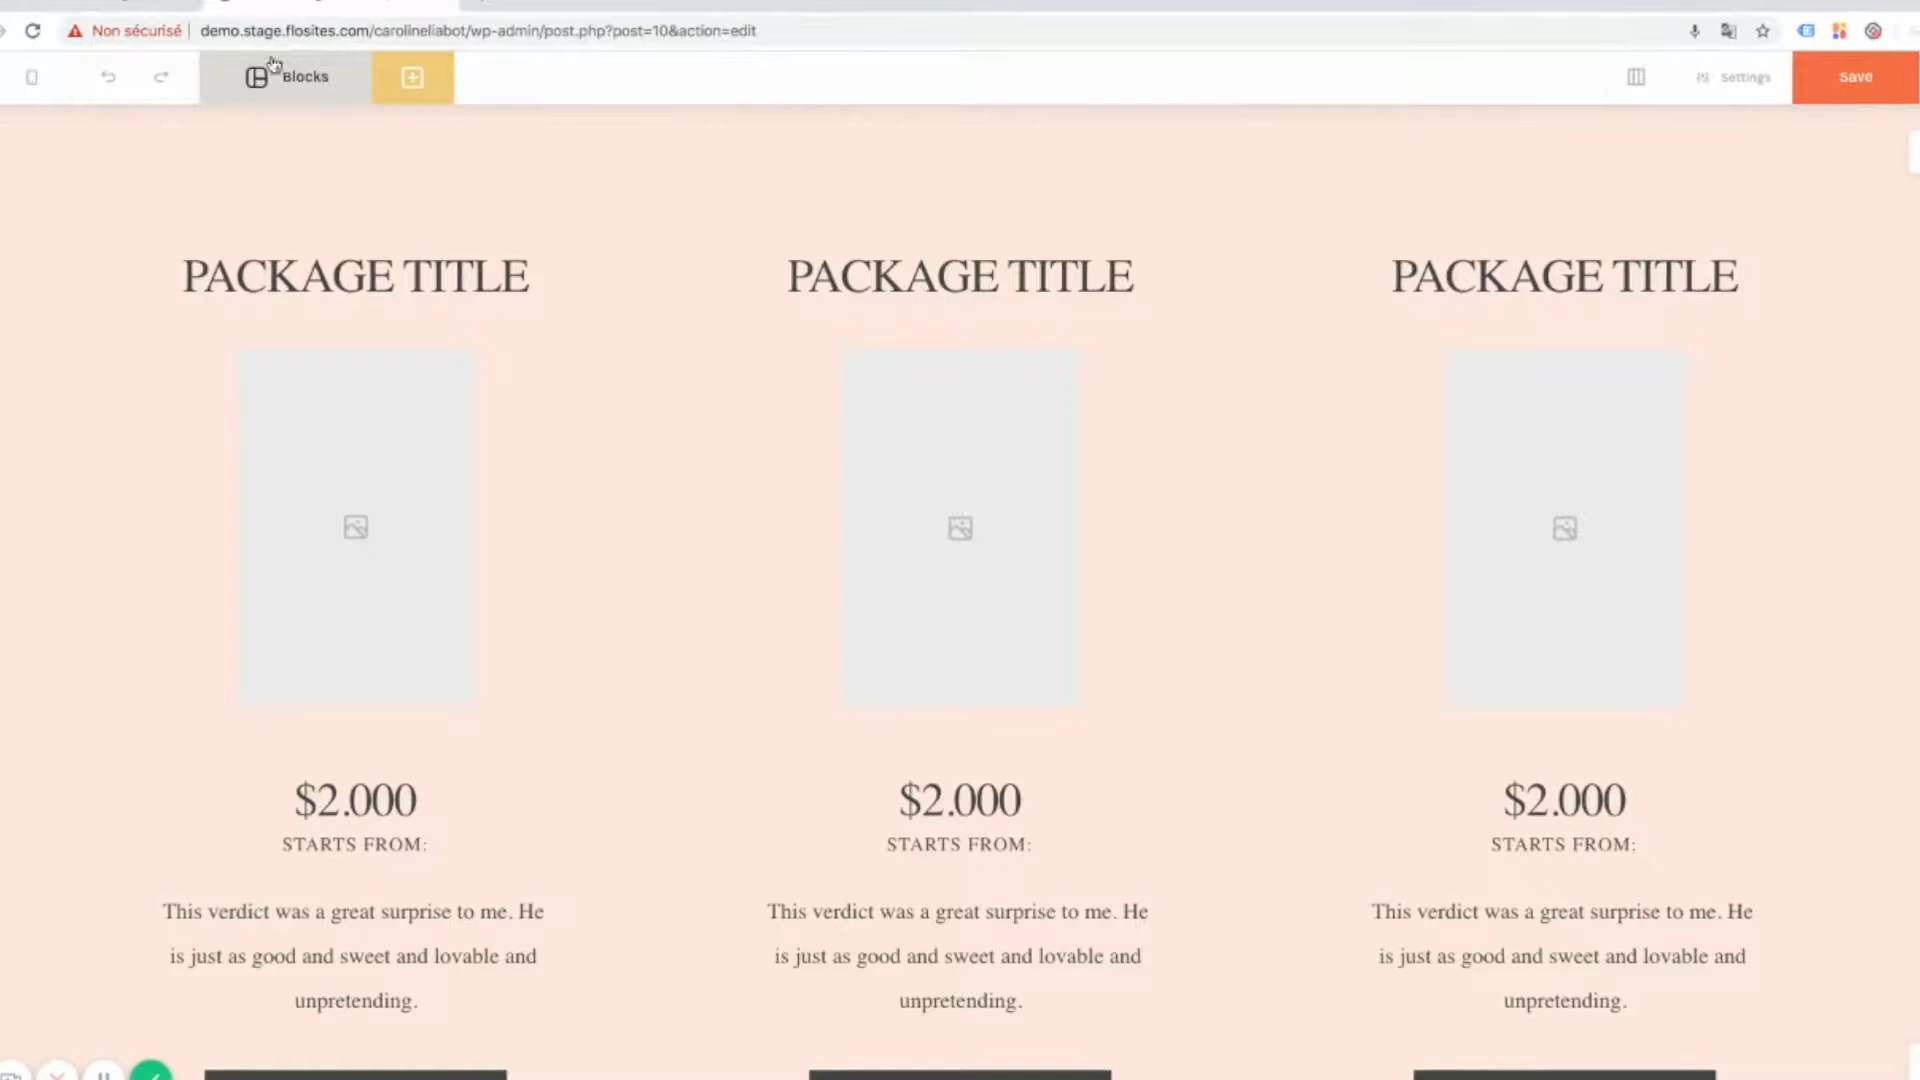 Non sécurisé demo.stage.flosites.com/carolineliabot/wp-admin/post.php?post=10&action=edit
Blocks Settings Save
PACKAGE TITLE PACKAGE TITLE PACKAGE TITLE
$2.000 $2.000 $2.000
STARTS FROM: STARTS FROM: STARTS FROM:
This verdict was a great surprise to me. He
is just as good and sweet and lovable and
unpretending.
This verdict was a great surprise to me. He
is just as good and sweet and lovable and
unpretending.
This verdict was a great surprise to me. He
is just as good and sweet and lovable and
unpretending.